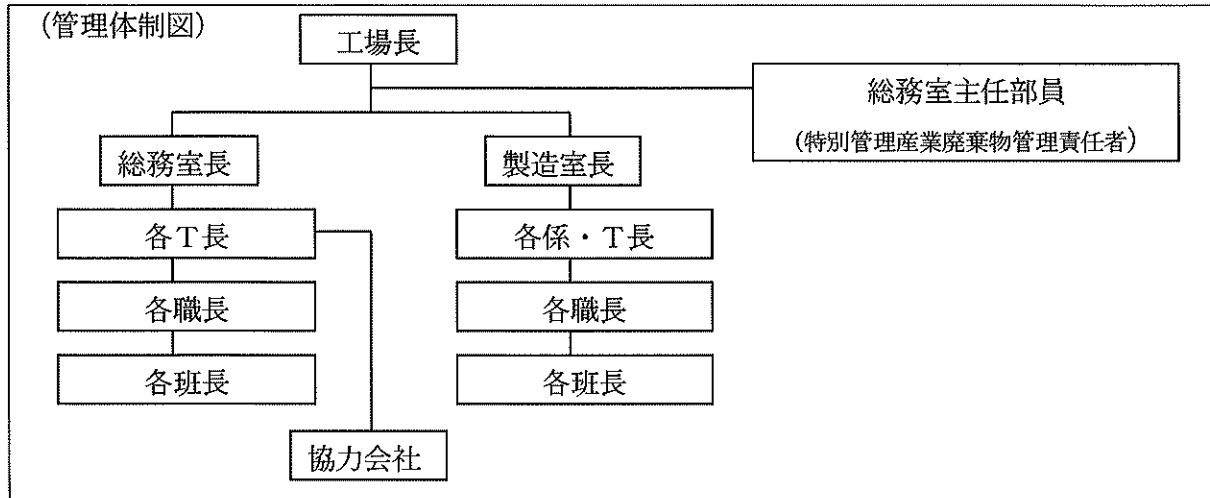 (管理体制図)
工場長
総務室主任部員
(特別管理産業廃棄物管理責任者)
総務室長
製造室長
各T長
各係・T長
各職長
各職長
各班長
各班長
協力会社